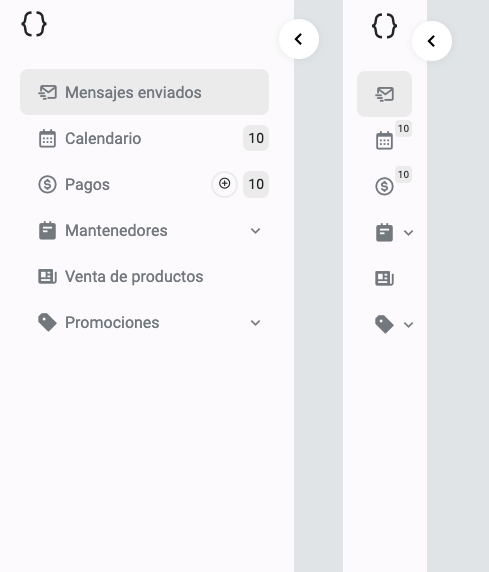 {}
Mensajes enviados
Calendario 10
Pagos 10
Mantenedores
Venta de productos
Promociones
{}
10
10